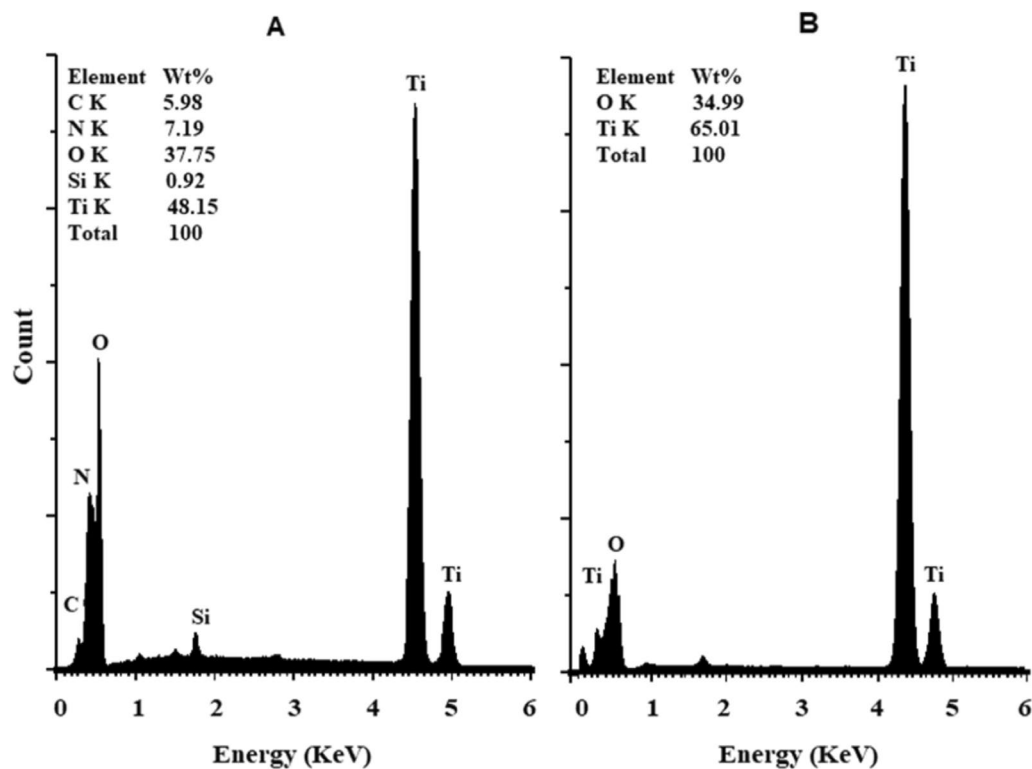 A
Element Wt%
C K 5.98
N K 7.19
O K 37.75
Si K 0.92
Ti K 48.15
Total 100
Ti
O
N
C
Si
Ti
Count
0 1 2 3 4 5 6
Energy (KeV)
B
Element Wt%
O K 34.99
Ti K 65.01
Total 100
Ti
Ti
O
Ti
0 1 2 3 4 5 6
Energy (KeV)